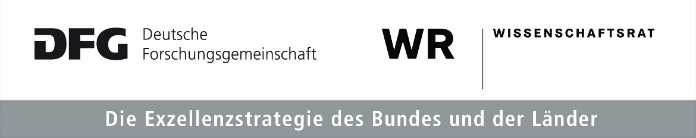 DFG Deutsche
Forschungsgemeinschaft
WR WISSENSCHAFTSRAT
Die Exzellenzstrategie des Bundes und der Länder